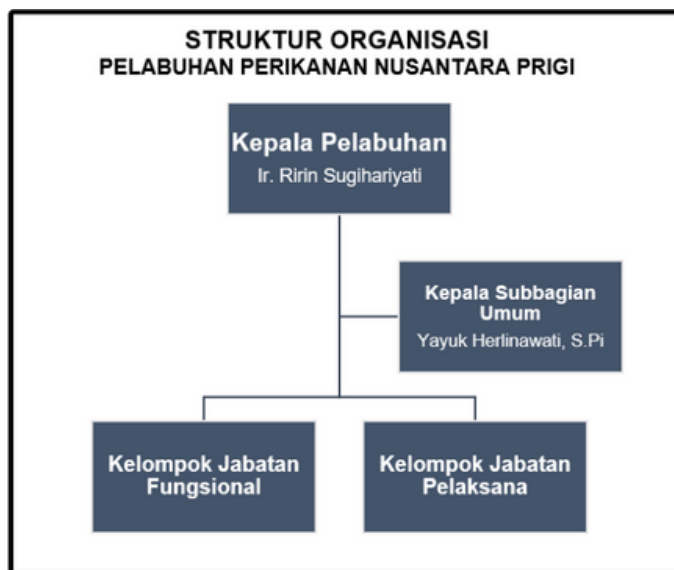 STRUKTUR ORGANISASI
PELABUHAN PERIKANAN NUSANTARA PRIGI
Kepala Pelabuhan
Ir. Ririn Sugihariyati
Kepala Subbagian
Umum
Yayuk Herlinawati, S.Pi
Kelompok Jabatan
Fungsional
Kelompok Jabatan
Pelaksana